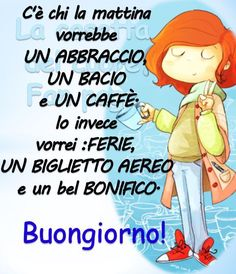 C'è chi la mattina
vorrebbe
UN ABBRACCIO,
UN BACIO
e UN CAFFÈ.
Io invece
vorrei :FERIE,
UN BIGLIETTO AEREO
e un bel BONIFICO.
Buongiorno!